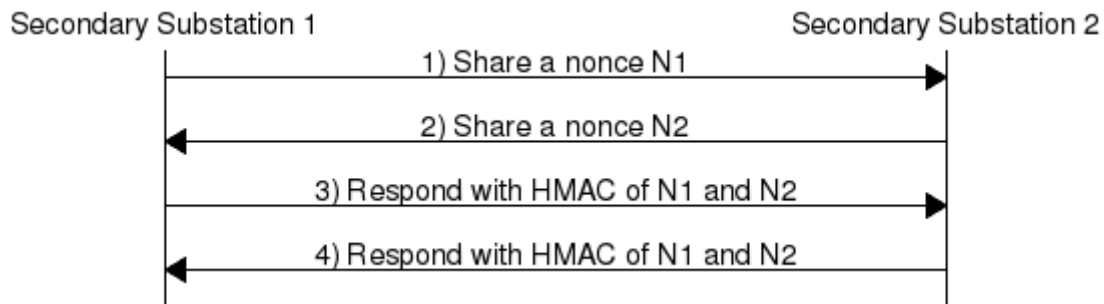 Secondary Substation 1
Secondary Substation 2
1) Share a nonce N1
2) Share a nonce N2
3) Respond with HMAC of N1 and N2
4) Respond with HMAC of N1 and N2